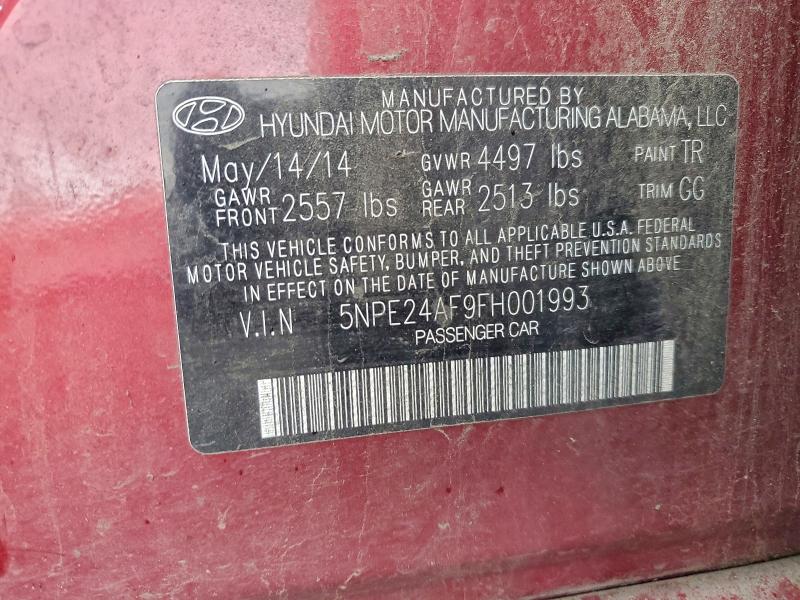 MANUFACTURED BY
HYUNDAI MOTOR MANUFACTURING ALABAMA, LLC
May/14/14 GVWR 4497 lbs PAINT TR
GAWR FRONT 2557 lbs GAWR REAR 2513 lbs TRIM GG
THIS VEHICLE CONFORMS TO ALL APPLICABLE U.S.A. FEDERAL
MOTOR VEHICLE SAFETY, BUMPER, AND THEFT PREVENTION STANDARDS
IN EFFECT ON THE DATE OF MANUFACTURE SHOWN ABOVE
V.I.N 5NPE24AF9FH001993
PASSENGER CAR